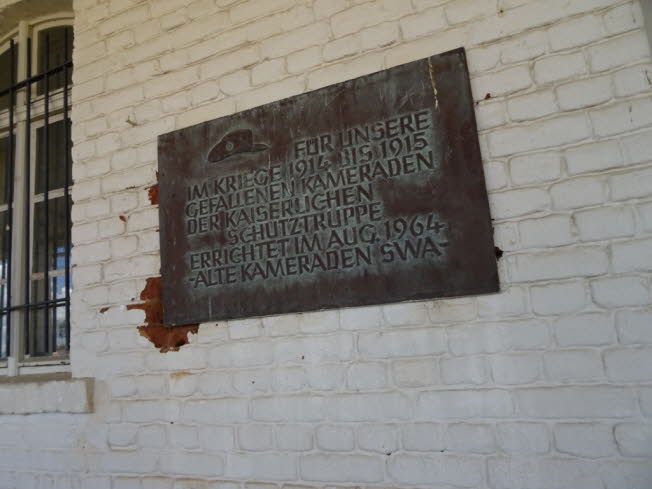 FÜR UNSERE
IM KRIEGE 1914 BIS 1915
GEFALLENEN KAMERADEN
DER KAISERLICHEN
SCHUTZTRUPPE
ERRICHTET IM AUG. 1964
-ALTE KAMERADEN SWA-